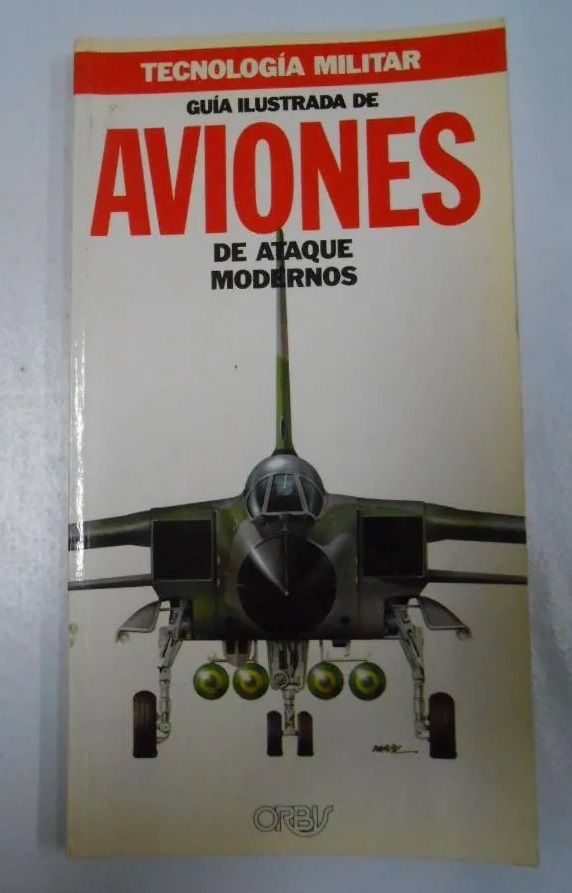 TECNOLOGÍA MILITAR
GUÍA ILUSTRADA DE
AVIONES
DE ATAQUE
MODERNOS
ORBIS